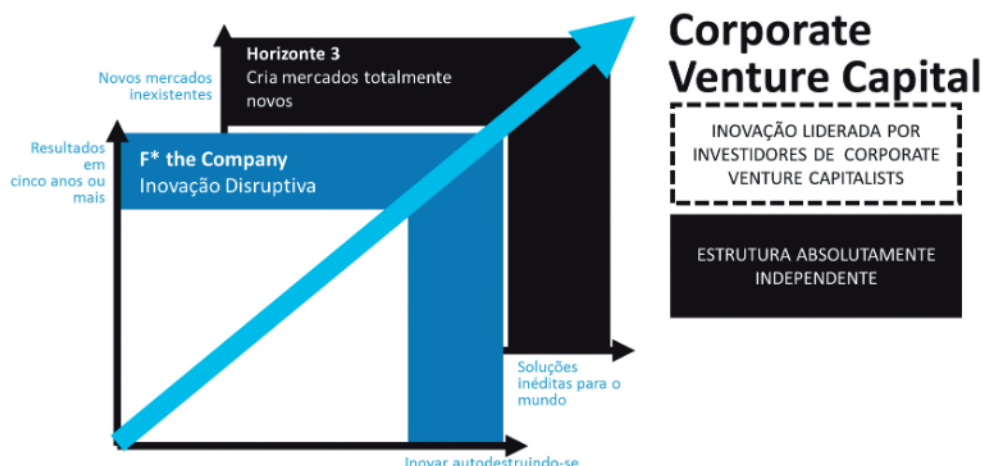 Corporate
Venture Capital
Horizonte 3
Cria mercados totalmente
novos
Novos mercados
inexistentes
INOVAÇÃO LIDERADA POR
INVESTIDORES DE CORPORATE
VENTURE CAPITALISTS
Resultados
em
cinco anos ou
mais
F* the Company
Inovação Disruptiva
ESTRUTURA ABSOLUTAMENTE
INDEPENDENTE
Soluções
inéditas para o
mundo
Inovar autodestruindo-se